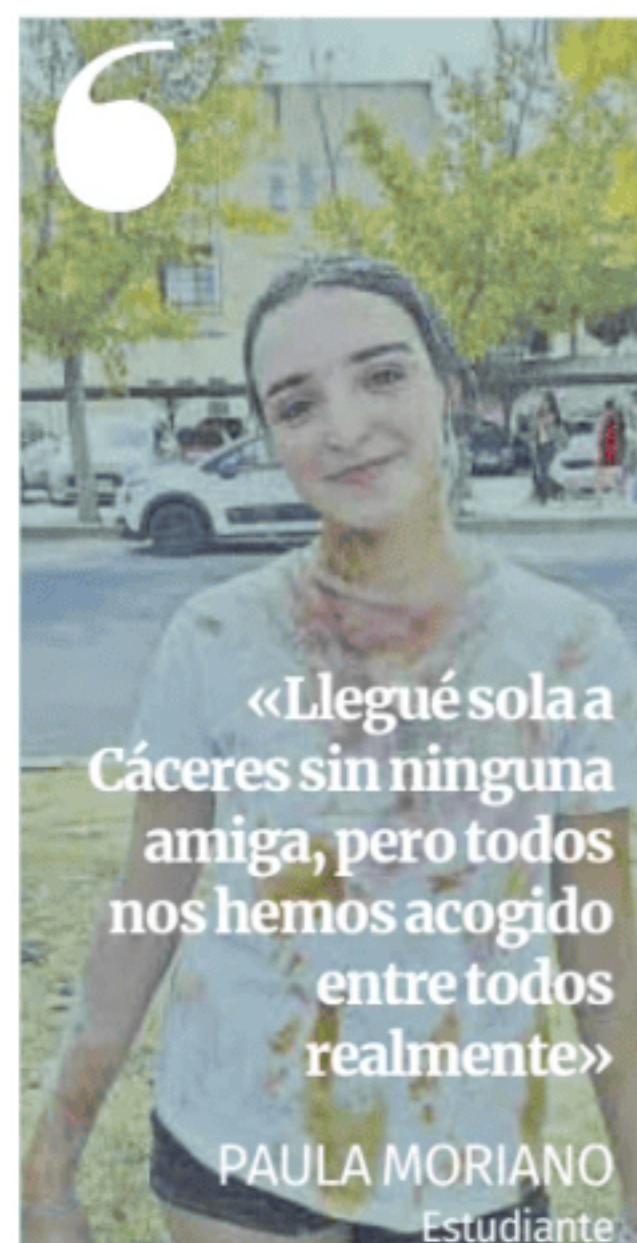 «Llegué sola a
Cáceres sin ninguna
amiga, pero todos
nos hemos acogido
entre todos
realmente»
PAULA MORIANO
Estudiante